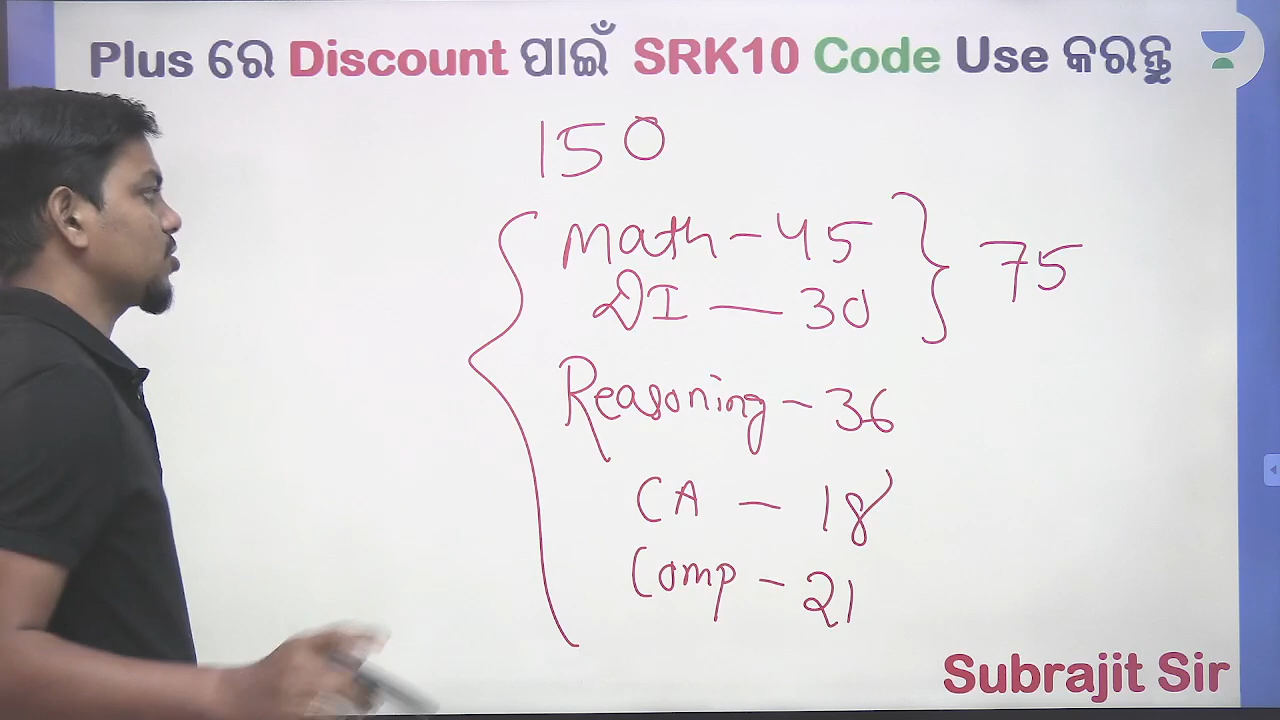 Plus ରେ Discount ପାଇଁ SRK10 Code Use କରନ୍ତୁ
150
Math - 45
DI — 30
75
Reasoning - 36
CA - 18
Comp - 21
Subrajit Sir